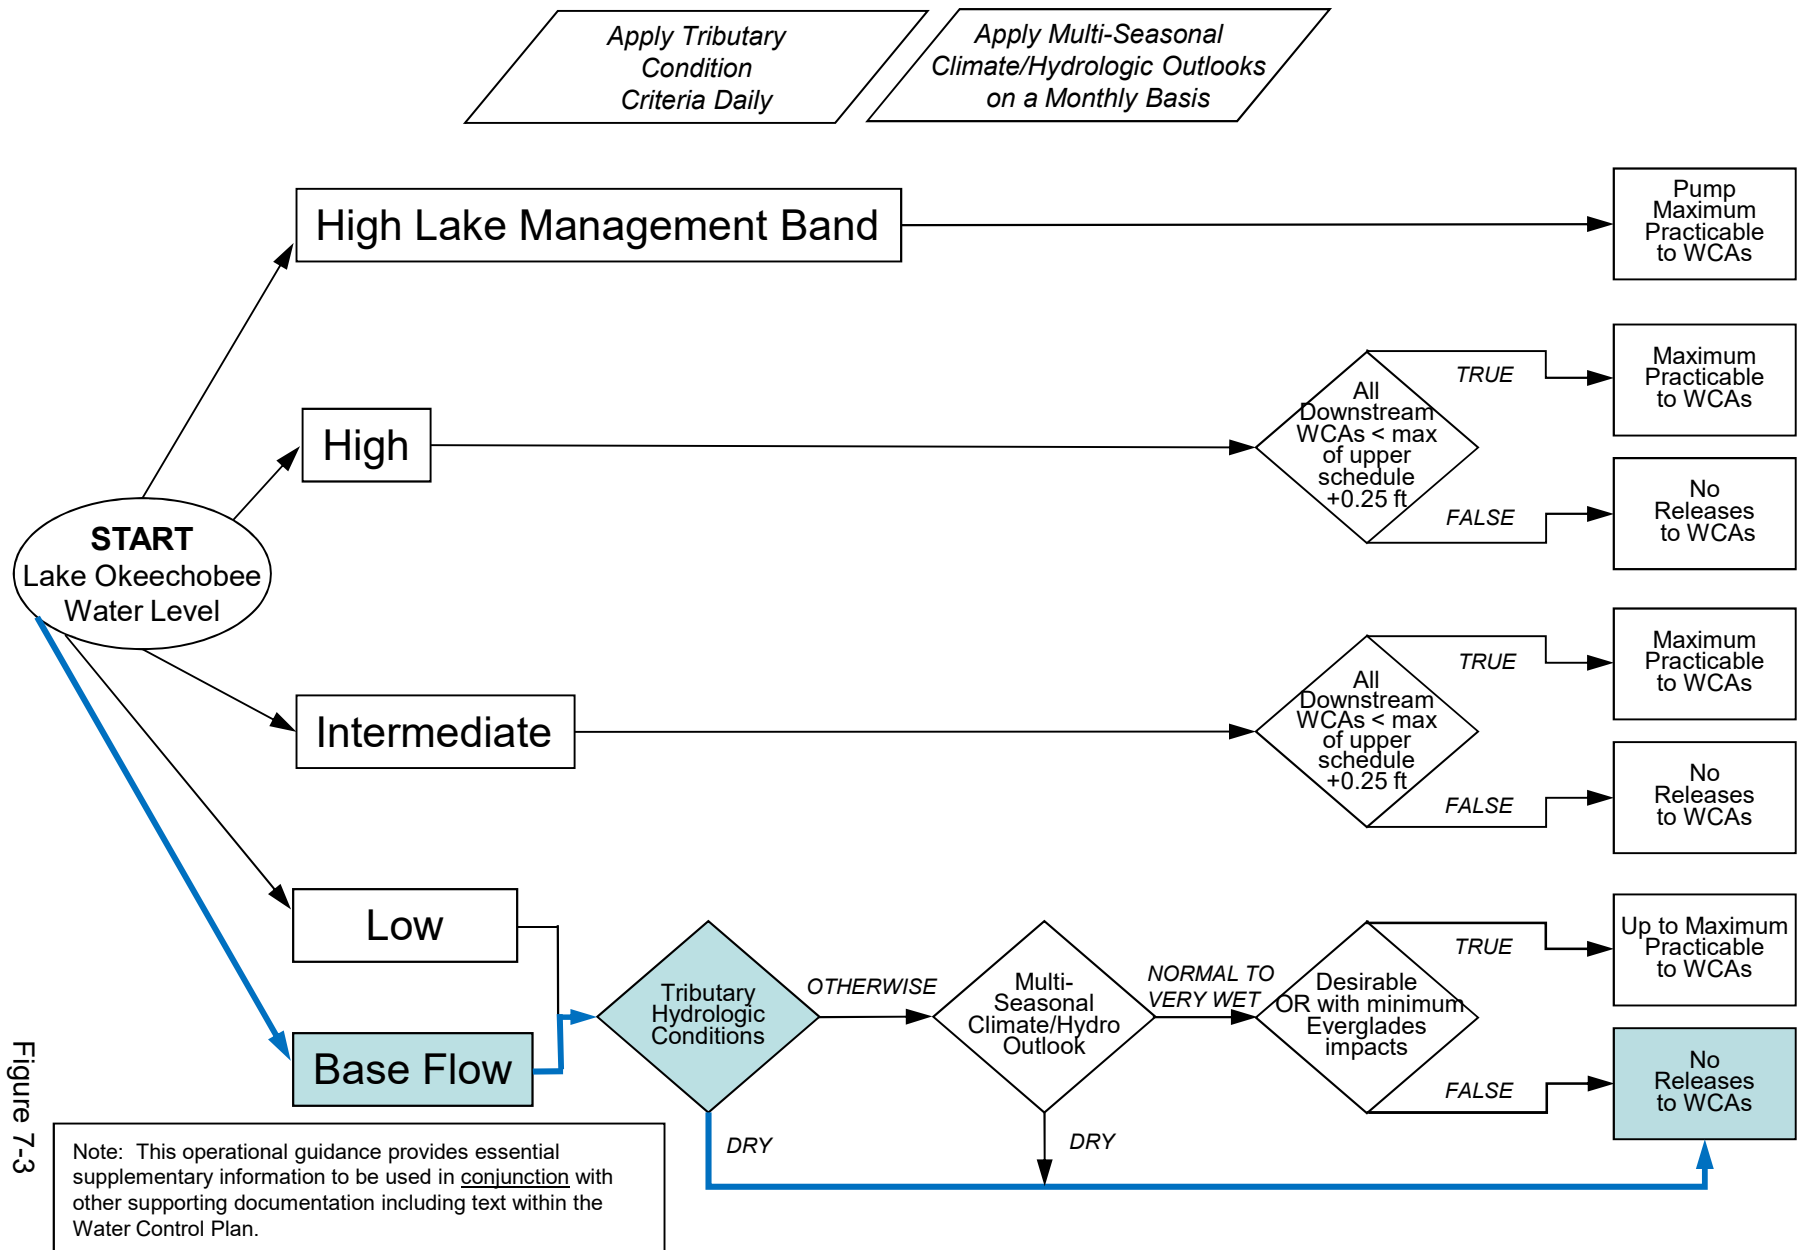 Apply Tributary
Condition
Criteria Daily
Apply Multi-Seasonal
Climate/Hydrologic Outlooks
on a Monthly Basis
High Lake Management Band
Pump
Maximum
Practicable
to WCAs
High
All
Downstream
WCAs < max
of upper
schedule
+0.25 ft
TRUE
Maximum
Practicable
to WCAs
FALSE
No
Releases
to WCAs
START
Lake Okeechobee
Water Level
Intermediate
All
Downstream
WCAs < max
of upper
schedule
+0.25 ft
TRUE
Maximum
Practicable
to WCAs
FALSE
No
Releases
to WCAs
Low
Base Flow
Tributary
Hydrologic
Conditions
OTHERWISE
Multi-
Seasonal
Climate/Hydro
Outlook
NORMAL TO
VERY WET
Desirable
OR with minimum
Everglades
impacts
TRUE
Up to Maximum
Practicable
to WCAs
FALSE
No
Releases
to WCAs
DRY
DRY
Figure 7-3
Note:  This operational guidance provides essential
supplementary information to be used in conjunction with
other supporting documentation including text within the
Water Control Plan.